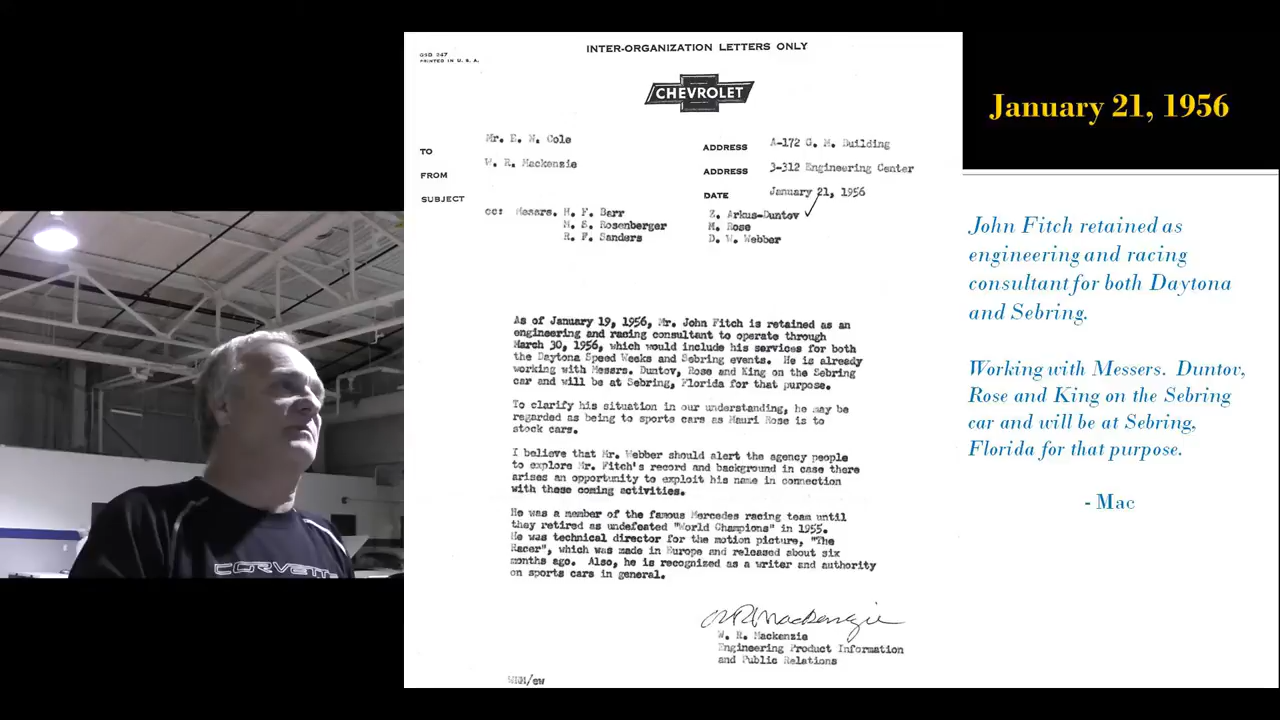 INTER-ORGANIZATION LETTERS ONLY
GSD 247
PRINTED IN U. S. A.
CHEVROLET
TO Mr. E. N. Cole ADDRESS A-172 G. M. Building
FROM W. R. Mackenzie ADDRESS 3-312 Engineering Center
SUBJECT DATE January 21, 1956
cc: Messrs. H. F. Barr Z. Arkus-Duntov
M. S. Rosenberger M. Rose
R. F. Sanders D. W. Webber
As of January 19, 1956, Mr. John Fitch is retained as an
engineering and racing consultant to operate through
March 30, 1956, which would include his services for both
the Daytona Speed Weeks and Sebring events. He is already
working with Messrs. Duntov, Rose and King on the Sebring
car and will be at Sebring, Florida for that purpose.
To clarify his situation in our understanding, he may be
regarded as being to sports cars as Mauri Rose is to
stock cars.
I believe that Mr. Webber should alert the agency people
to explore Mr. Fitch's record and background in case there
arises an opportunity to exploit his name in connection
with these coming activities.
He was a member of the famous Mercedes racing team until
they retired as undefeated "World Champions" in 1955.
He was technical director for the motion picture, "The
Racer", which was made in Europe and released about six
months ago. Also, he is recognized as a writer and authority
on sports cars in general.
W R Mackenzie
W. R. Mackenzie
Engineering Product Information
and Public Relations
WRM/ew
January 21, 1956
John Fitch retained as
engineering and racing
consultant for both Daytona
and Sebring.
Working with Messers. Duntov,
Rose and King on the Sebring
car and will be at Sebring,
Florida for that purpose.
- Mac
CORVETTE